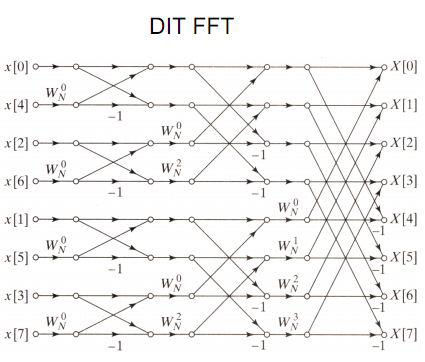 DIT FFT
x[0] X[0]
W_N^0
x[4] -1 X[1]
W_N^0
x[2] -1 X[2]
W_N^0 W_N^2
x[6] -1 -1 X[3]
W_N^0
x[1] X[4]
W_N^0 W_N^1 -1
x[5] -1 X[5]
W_N^0 W_N^2 -1
x[3] -1 X[6]
W_N^0 W_N^2 W_N^3 -1
x[7] -1 -1 -1 X[7]